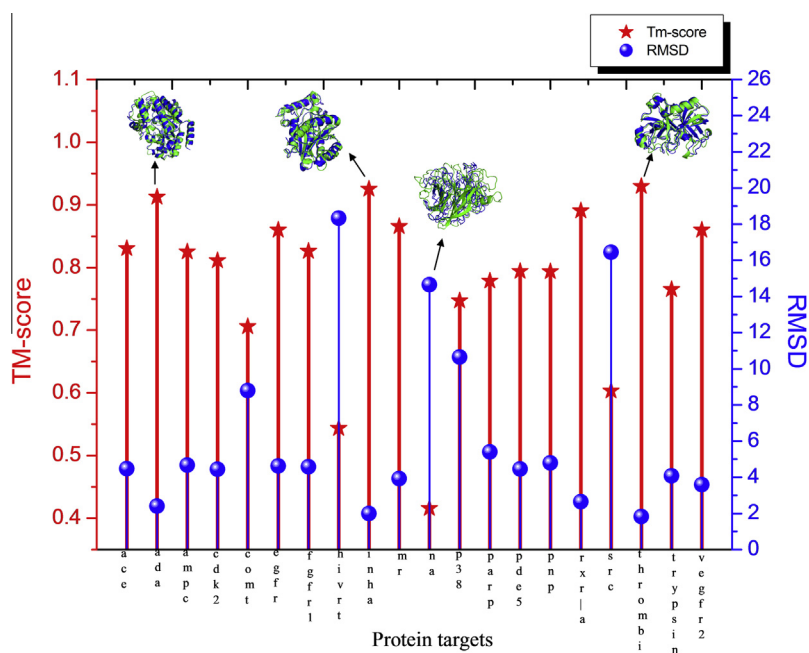 Tm-score
RMSD
1.1
1.0
0.9
0.8
0.7
0.6
0.5
0.4
TM-score
26
24
22
20
18
16
14
12
10
8
6
4
2
0
RMSD
ace
ada
ampc
cdk2
comt
egfr
fgfr1
hivrt
inha
mr
na
p38
parp
pde5
pnp
rxr|a
src
thrombi
trypsin
vegfr2
Protein targets